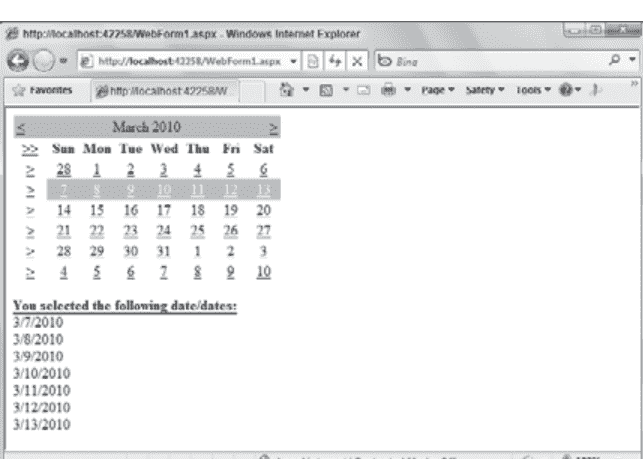 http://localhost:42258/WebForm1.aspx - Windows Internet Explorer
http://localhost:42258/WebForm1.aspx
Bing
Favorites
http://localhost:42258/W...
Page
Safety
Tools
»
< March 2010 >
>> Sun Mon Tue Wed Thu Fri Sat
> 28 1 2 3 4 5 6
> 7 8 9 10 11 12 13
> 14 15 16 17 18 19 20
> 21 22 23 24 25 26 27
> 28 29 30 31 1 2 3
> 4 5 6 7 8 9 10
You selected the following date/dates:
3/7/2010
3/8/2010
3/9/2010
3/10/2010
3/11/2010
3/12/2010
3/13/2010